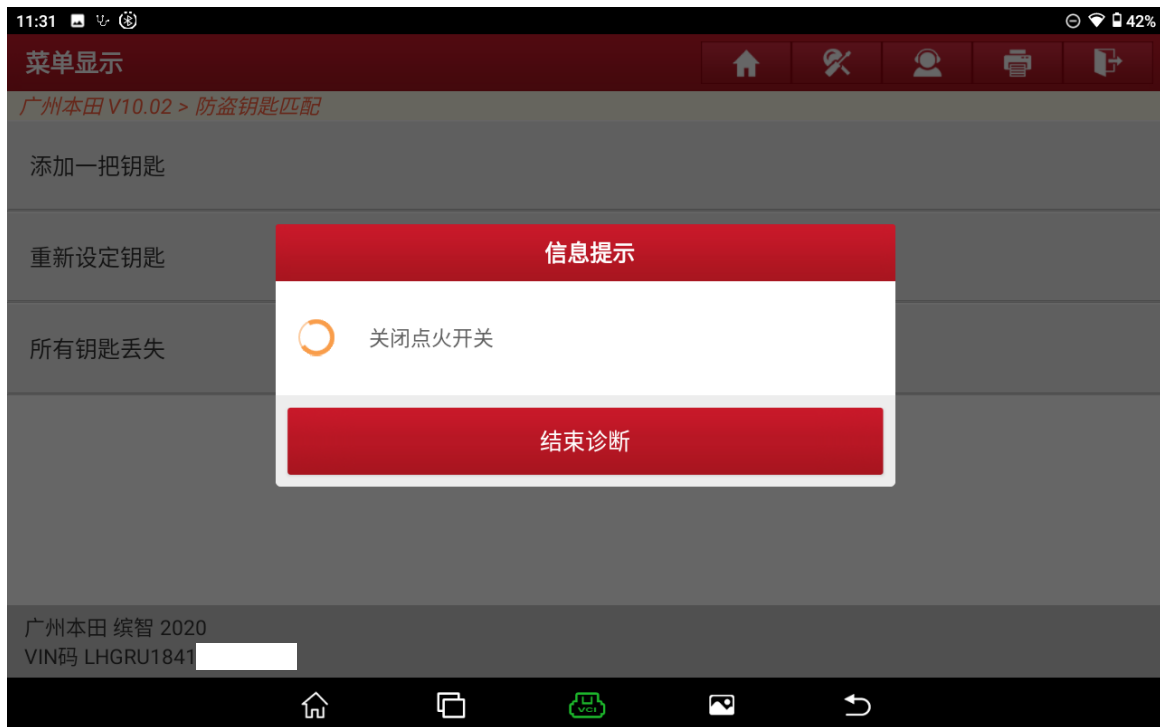 11:31
42%
菜单显示
广州本田 V10.02 > 防盗钥匙匹配
添加一把钥匙
重新设定钥匙
所有钥匙丢失
信息提示
关闭点火开关
结束诊断
广州本田 缤智 2020
VIN码 LHGRU1841
VCI